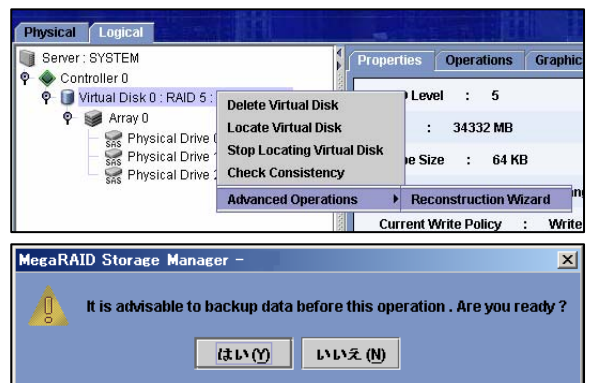 Physical Logical
Server : SYSTEM
Controller 0
Virtual Disk 0 : RAID 5 :
Array 0
SAS Physical Drive
SAS Physical Drive
SAS Physical Drive
Delete Virtual Disk
Locate Virtual Disk
Stop Locating Virtual Disk
Check Consistency
Advanced Operations
Reconstruction Wizard
Properties Operations Graphic
Level : 5
: 34332 MB
Size : 64 KB
Current Write Policy : Write
MegaRAID Storage Manager -
It is advisable to backup data before this operation . Are you ready ?
はい(Y) いいえ (N)